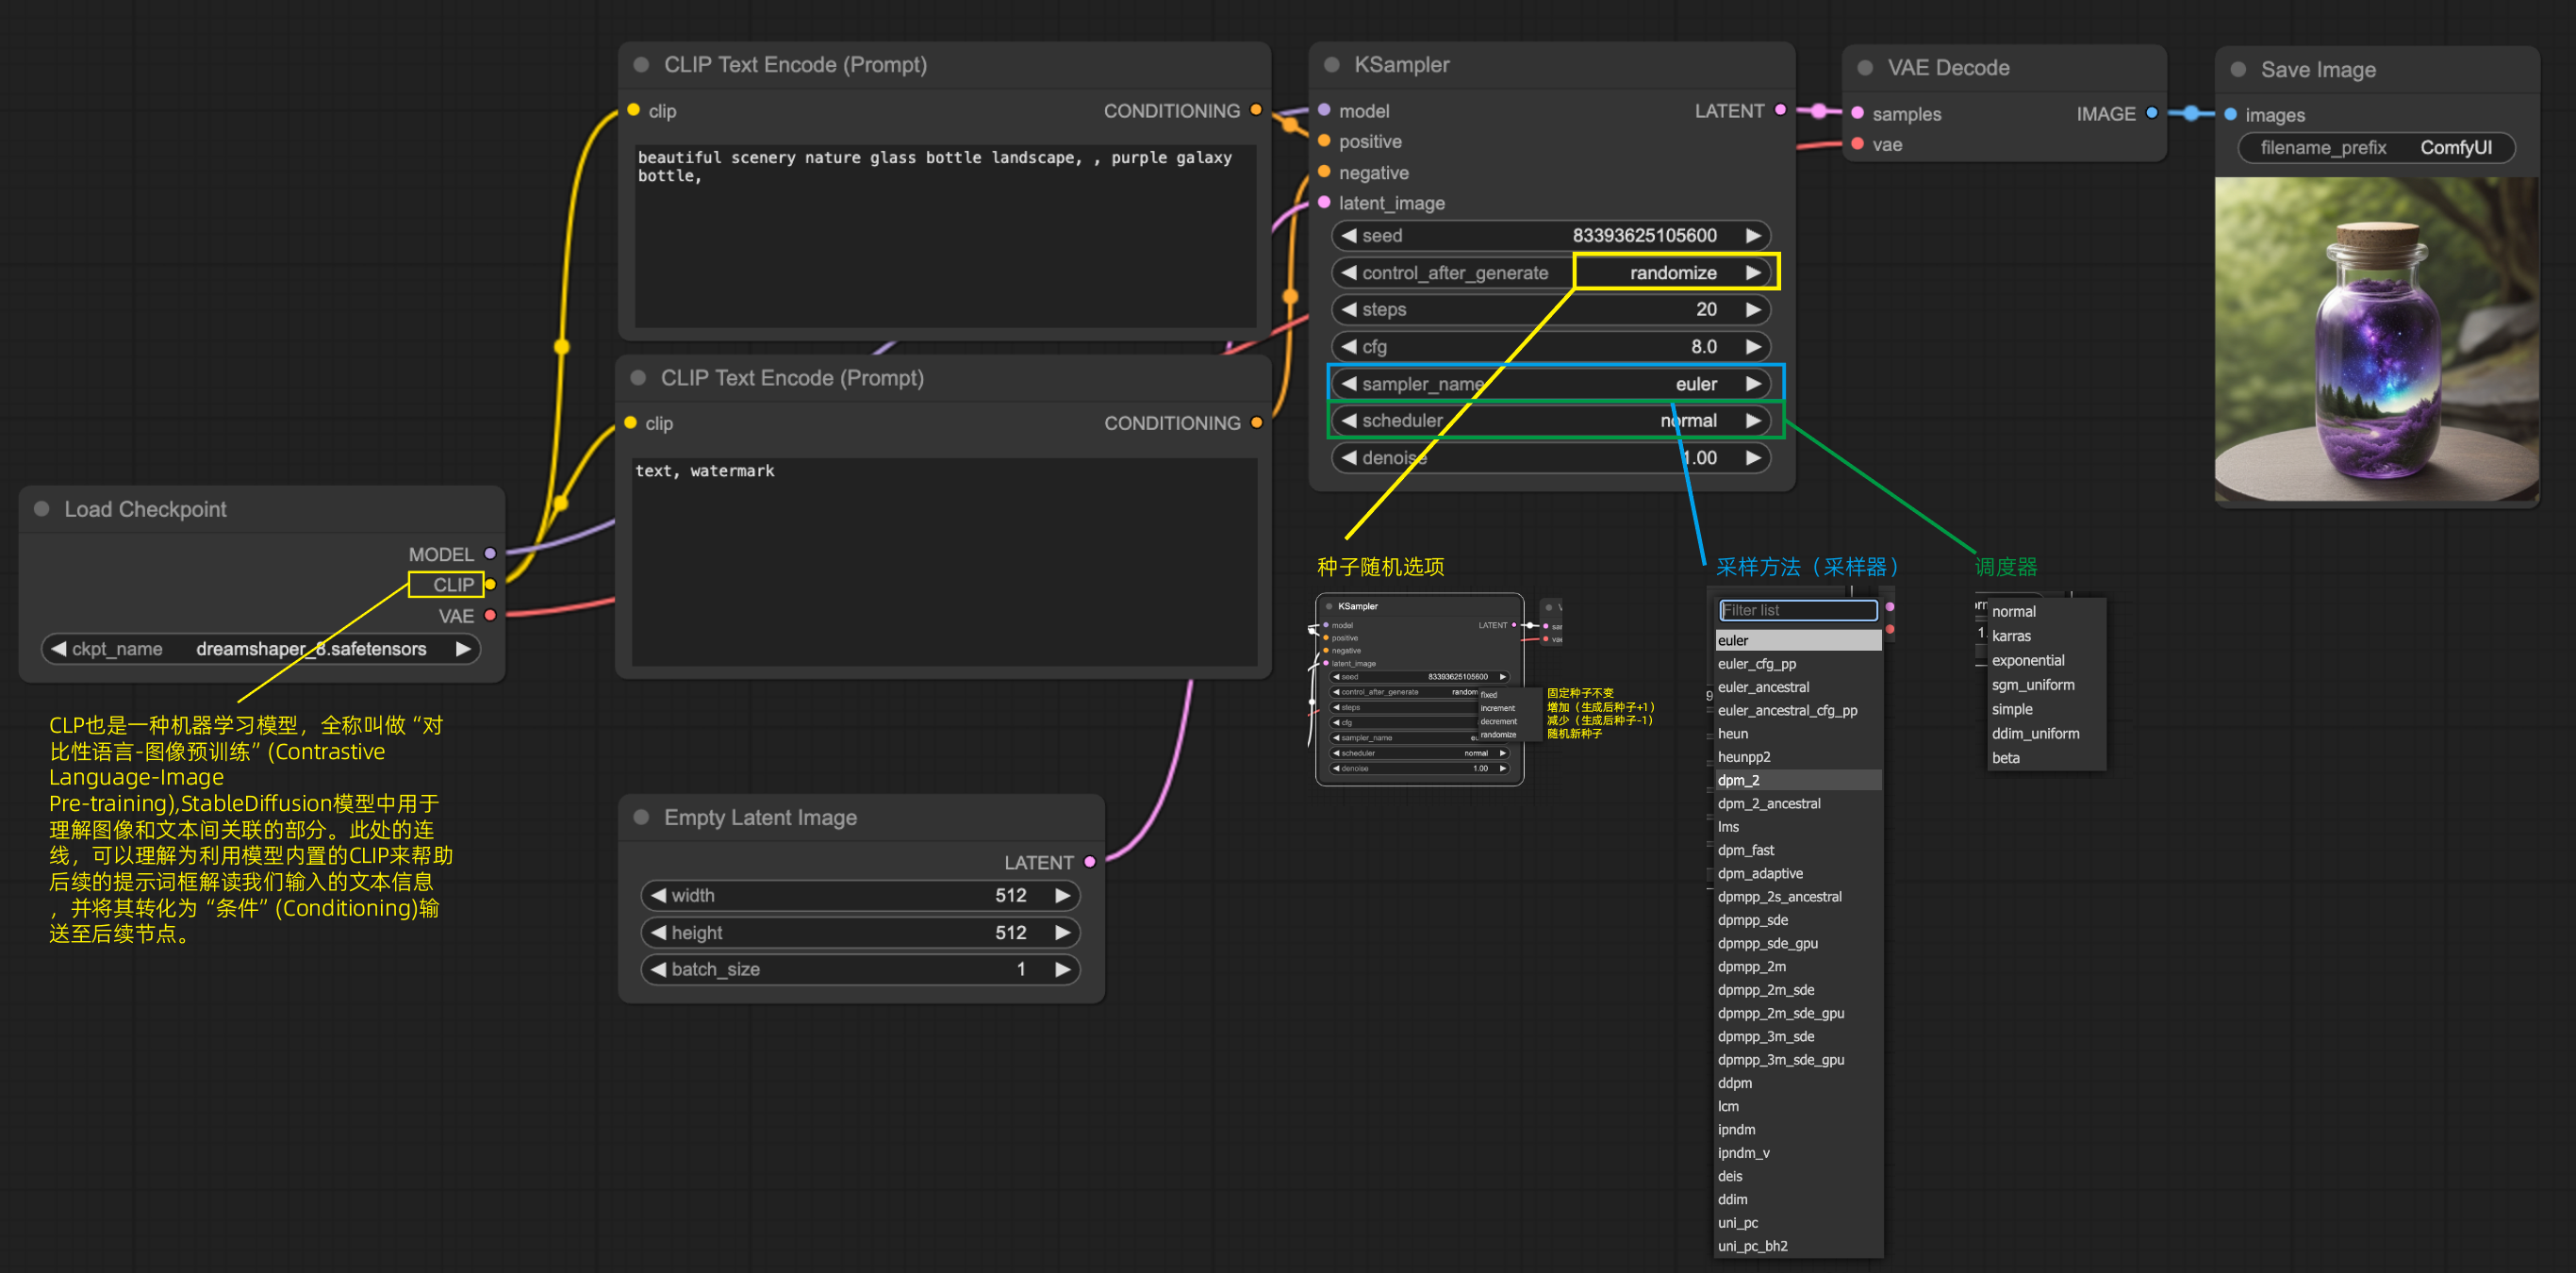 CLIP Text Encode (Prompt)
clip
CONDITIONING
beautiful scenery nature glass bottle landscape, , purple galaxy
bottle,
CLIP Text Encode (Prompt)
clip
CONDITIONING
text, watermark
Load Checkpoint
MODEL
CLIP
VAE
ckpt_name dreamshaper_8.safetensors
CLP也是一种机器学习模型，全称叫做“对
比性语言-图像预训练”(Contrastive
Language-Image
Pre-training),StableDiffusion模型中用于
理解图像和文本间关联的部分。此处的连
线，可以理解为利用模型内置的CLIP来帮助
后续的提示词框解读我们输入的文本信息
，并将其转化为“条件”(Conditioning)输
送至后续节点。
Empty Latent Image
LATENT
width 512
height 512
batch_size 1
KSampler
model
LATENT
positive
negative
latent_image
seed 83393625105600
control_after_generate randomize
steps 20
cfg 8.0
sampler_name euler
scheduler normal
denoise 1.00
VAE Decode
samples
IMAGE
vae
Save Image
images
filename_prefix ComfyUI
种子随机选项
KSampler
model
LATENT
positive
negative
latent_image
seed 83393625105600
control_after_generate random
steps
cfg
sampler_name eu
scheduler normal
denoise 1.00
fixed
increment
decrement
randomize
固定种子不变
增加（生成后种子+1）
减少（生成后种子-1）
随机新种子
采样方法（采样器）
Filter list
euler
euler_cfg_pp
euler_ancestral
euler_ancestral_cfg_pp
heun
heunpp2
dpm_2
dpm_2_ancestral
lms
dpm_fast
dpm_adaptive
dpmpp_2s_ancestral
dpmpp_sde
dpmpp_sde_gpu
dpmpp_2m
dpmpp_2m_sde
dpmpp_2m_sde_gpu
dpmpp_3m_sde
dpmpp_3m_sde_gpu
ddpm
lcm
ipndm
ipndm_v
deis
ddim
uni_pc
uni_pc_bh2
调度器
normal
karras
exponential
sgm_uniform
simple
ddim_uniform
beta